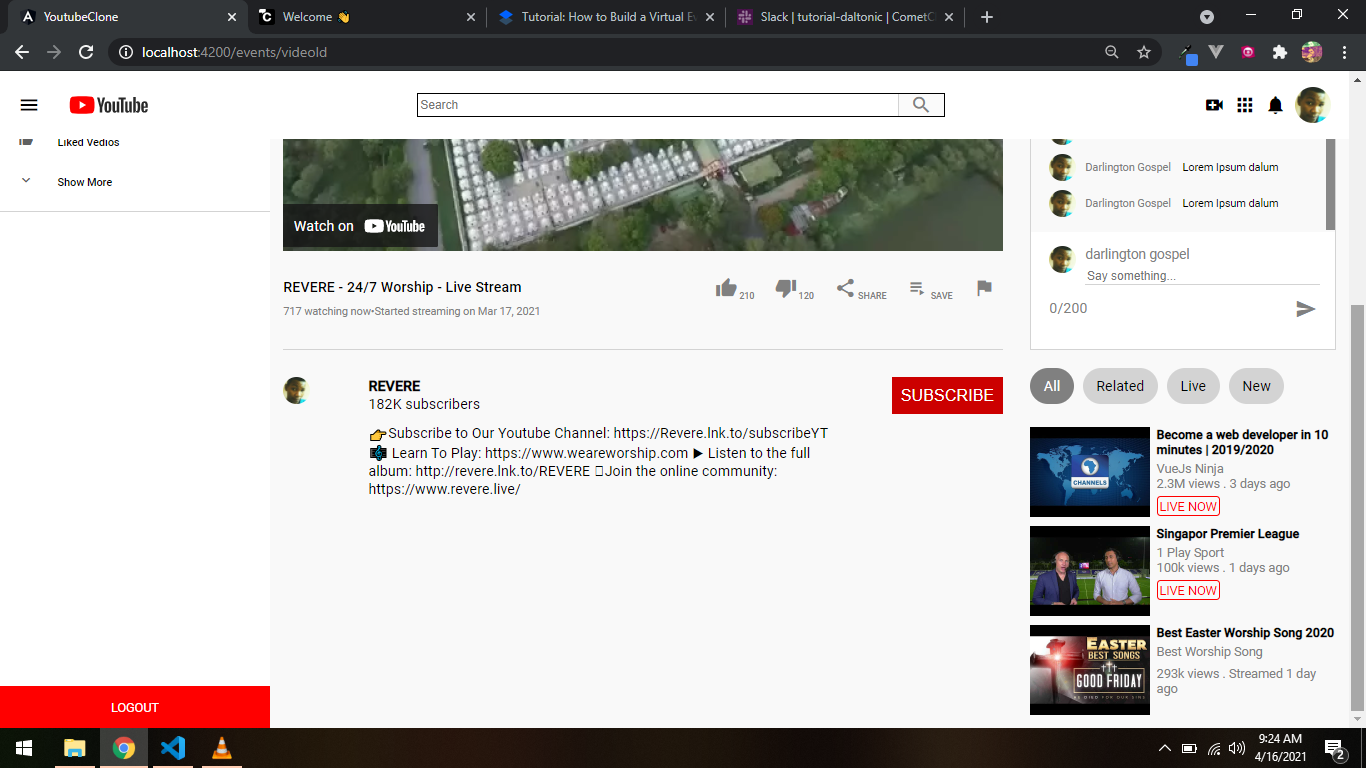 YoutubeClone
Welcome 👋
Tutorial: How to Build a Virtual Ev
Slack | tutorial-daltonic | CometC
localhost:4200/events/videoId
YouTube
Search
Liked Vedios
Show More
LOGOUT
Watch on YouTube
REVERE - 24/7 Worship - Live Stream
717 watching now•Started streaming on Mar 17, 2021
210
120
SHARE
SAVE
REVERE
182K subscribers
SUBSCRIBE
👉Subscribe to Our Youtube Channel: https://Revere.lnk.to/subscribeYT
🎼 Learn To Play: https://www.weareworship.com ▶ Listen to the full
album: http://revere.lnk.to/REVERE Join the online community:
https://www.revere.live/
Darlington Gospel Lorem Ipsum dalum
Darlington Gospel Lorem Ipsum dalum
darlington gospel
Say something...
0/200
All
Related
Live
New
CHANNELS
Become a web developer in 10
minutes | 2019/2020
VueJs Ninja
2.3M views . 3 days ago
LIVE NOW
Singapor Premier League
1 Play Sport
100k views . 1 days ago
LIVE NOW
EASTER
BEST SONGS
GOOD FRIDAY
Best Easter Worship Song 2020
Best Worship Song
293k views . Streamed 1 day
ago
9:24 AM
4/16/2021
2